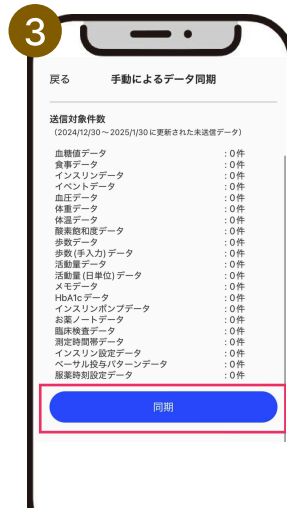 3
戻る 手動によるデータ同期
送信対象件数
(2024/12/30～2025/1/30に更新された未送信データ)
血糖値データ : 0件
食事データ : 0件
インスリンデータ : 0件
イベントデータ : 0件
血圧データ : 0件
体重データ : 0件
体温データ : 0件
酸素飽和度データ : 0件
歩数データ : 0件
歩数(手入力)データ : 0件
活動量データ : 0件
活動量(日単位)データ : 0件
メモデータ : 0件
HbA1cデータ : 0件
インスリンポンプデータ : 0件
お薬ノートデータ : 0件
臨床検査データ : 0件
測定時間帯データ : 0件
インスリン設定データ : 0件
ベーサル投与パターンデータ : 0件
服薬時刻設定データ : 0件
同期